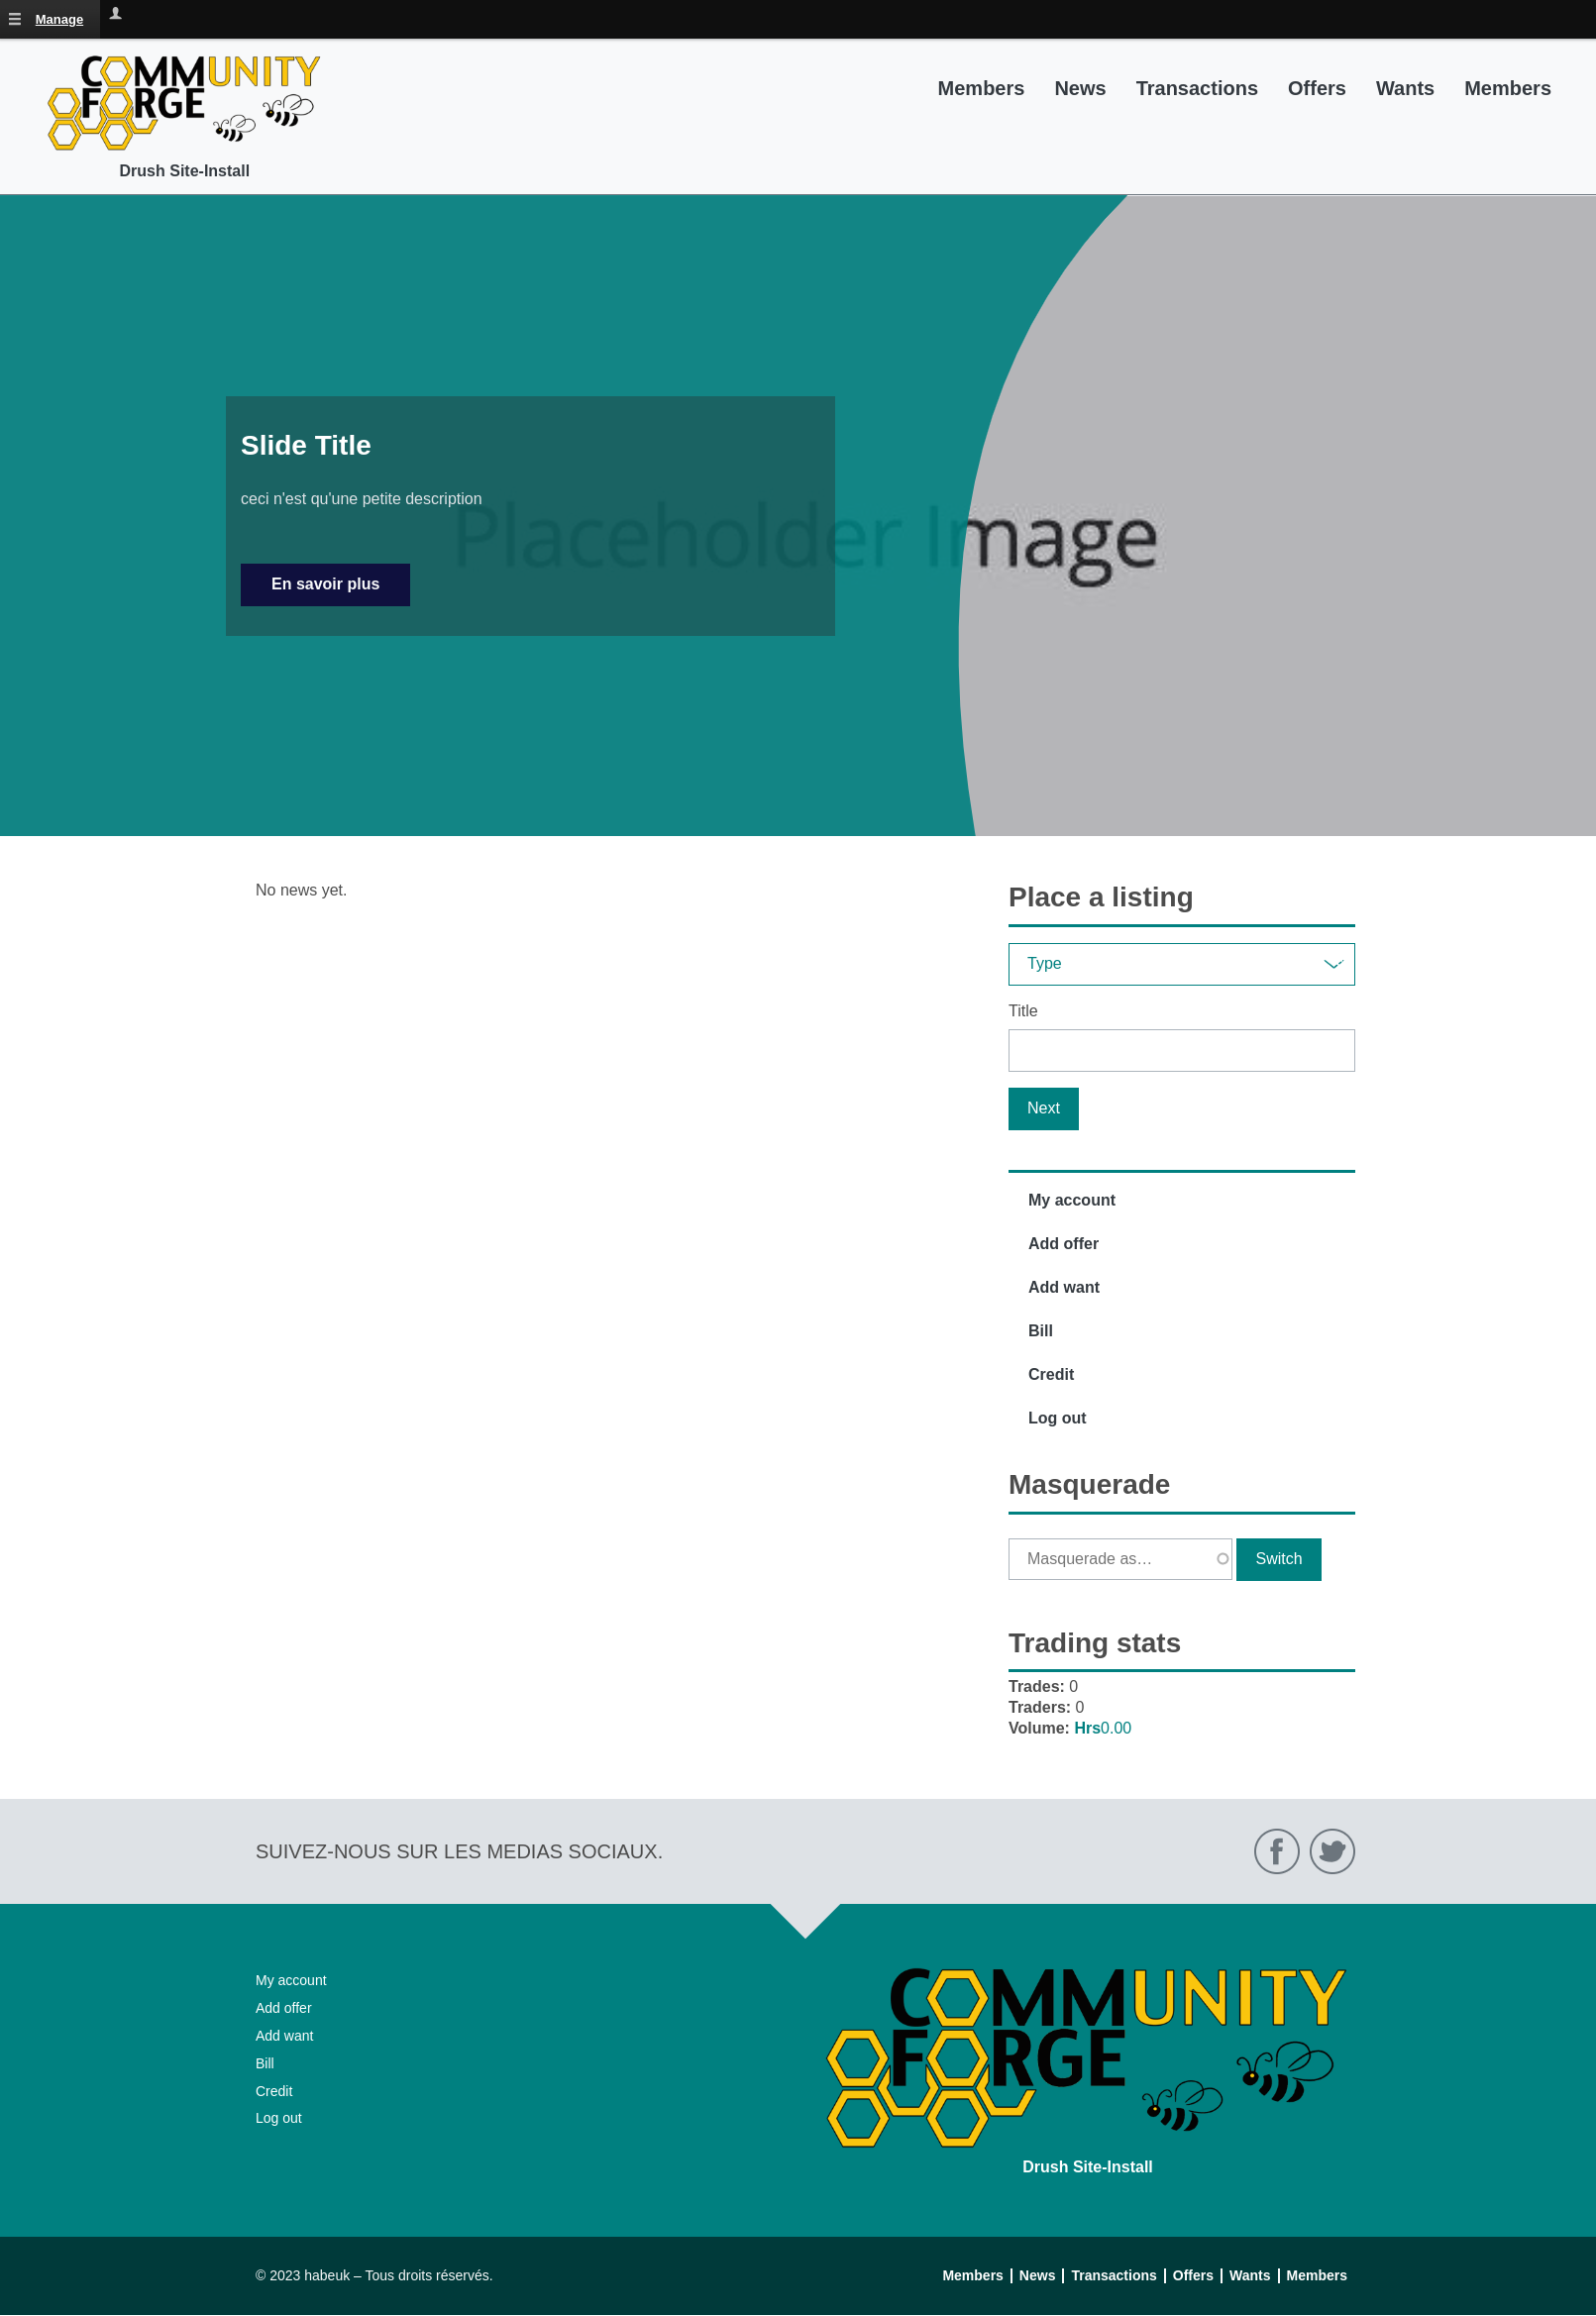 Manage
COMMUNITY
FORGE
Drush Site-Install
Members News Transactions Offers Wants Members
Slide Title
ceci n'est qu'une petite description
Placeholder Image
En savoir plus
No news yet.
Place a listing
Type
Title
Next
My account
Add offer
Add want
Bill
Credit
Log out
Masquerade
Masquerade as…
Switch
Trading stats
Trades: 0
Traders: 0
Volume: Hrs0.00
SUIVEZ-NOUS SUR LES MEDIAS SOCIAUX.
My account
Add offer
Add want
Bill
Credit
Log out
COMMUNITY
FORGE
Drush Site-Install
© 2023 habeuk – Tous droits réservés.
Members | News | Transactions | Offers | Wants | Members